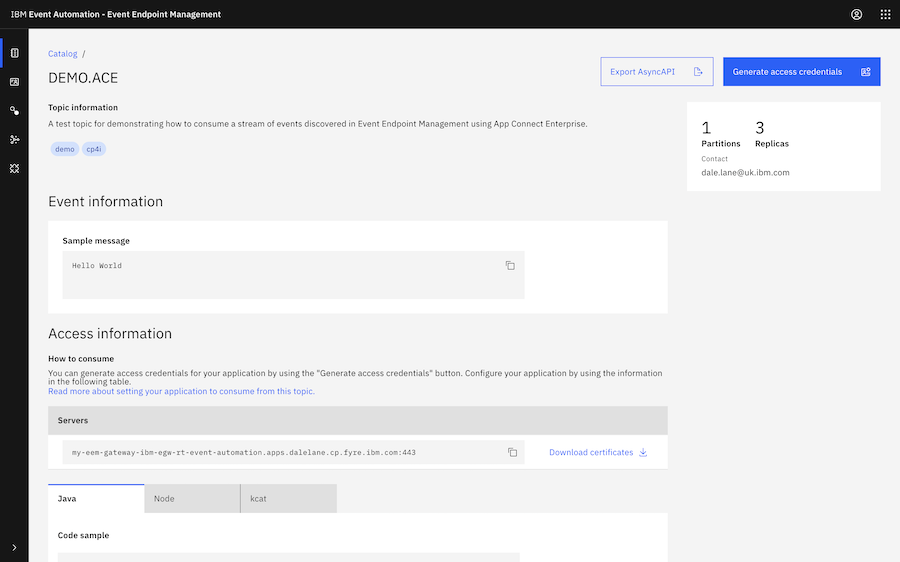 IBM Event Automation - Event Endpoint Management
Catalog /
DEMO.ACE
Export AsyncAPI
Generate access credentials
Topic information
A test topic for demonstrating how to consume a stream of events discovered in Event Endpoint Management using App Connect Enterprise.
demo cp4i
1 3
Partitions Replicas
Contact
dale.lane@uk.ibm.com
Event information
Sample message
Hello World
Access information
How to consume
You can generate access credentials for your application by using the "Generate access credentials" button. Configure your application by using the information
in the following table.
Read more about setting your application to consume from this topic.
Servers
my-eem-gateway-ibm-egw-rt-event-automation.apps.dalelane.cp.fyre.ibm.com:443
Download certificates
Java Node kcat
Code sample